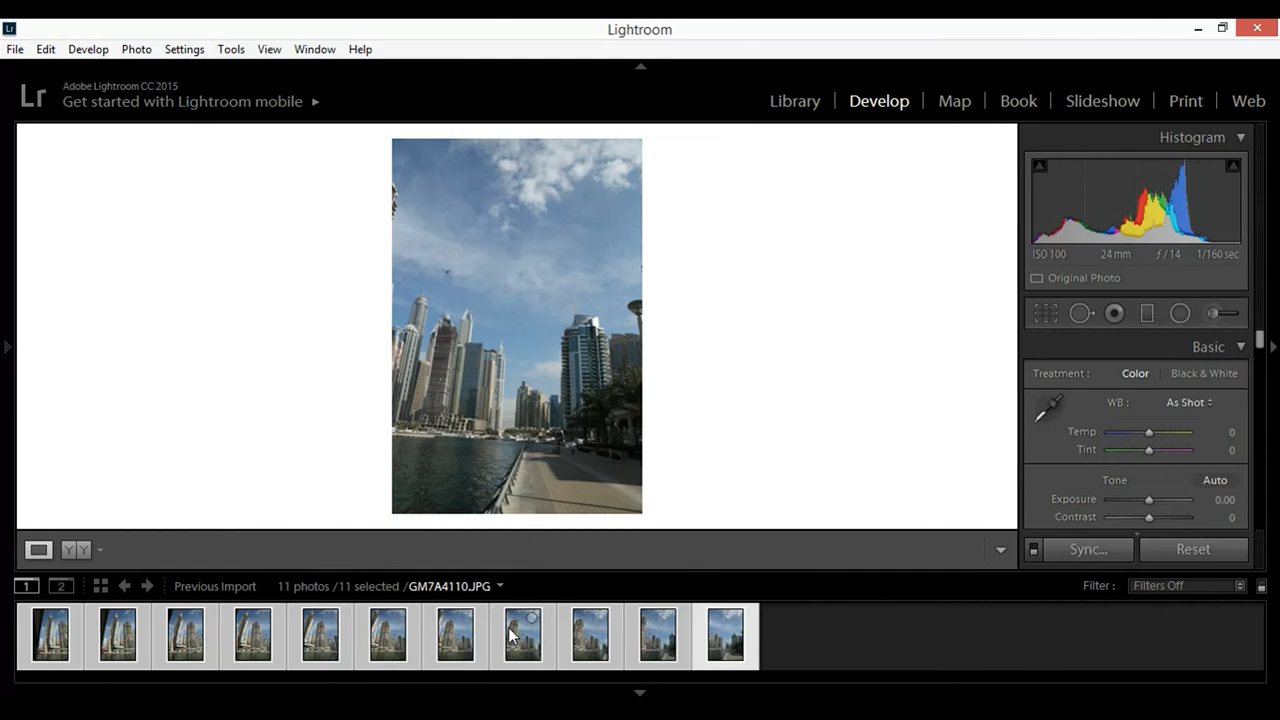 Lr
Lightroom
File Edit Develop Photo Settings Tools View Window Help
Lr
Adobe Lightroom CC 2015
Get started with Lightroom mobile
Library Develop Map Book Slideshow Print Web
Histogram
ISO 100 24 mm ƒ / 14 1/160 sec
Original Photo
Basic
Treatment : Color Black & White
WB : As Shot
Temp 0
Tint 0
Tone Auto
Exposure 0.00
Contrast 0
Y Y
Sync... Reset
1 2 Previous Import 11 photos / 11 selected / GM7A4110.JPG Filter : Filters Off